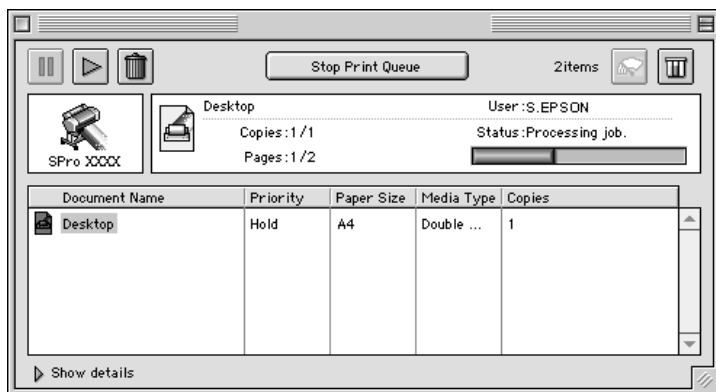 Stop Print Queue
2items
SPro XXXX
Desktop
User :S.EPSON
Copies :1 /1
Status :Processing job.
Pages :1 /2
Document Name Priority Paper Size Media Type Copies
Desktop Hold A4 Double ... 1
Show details